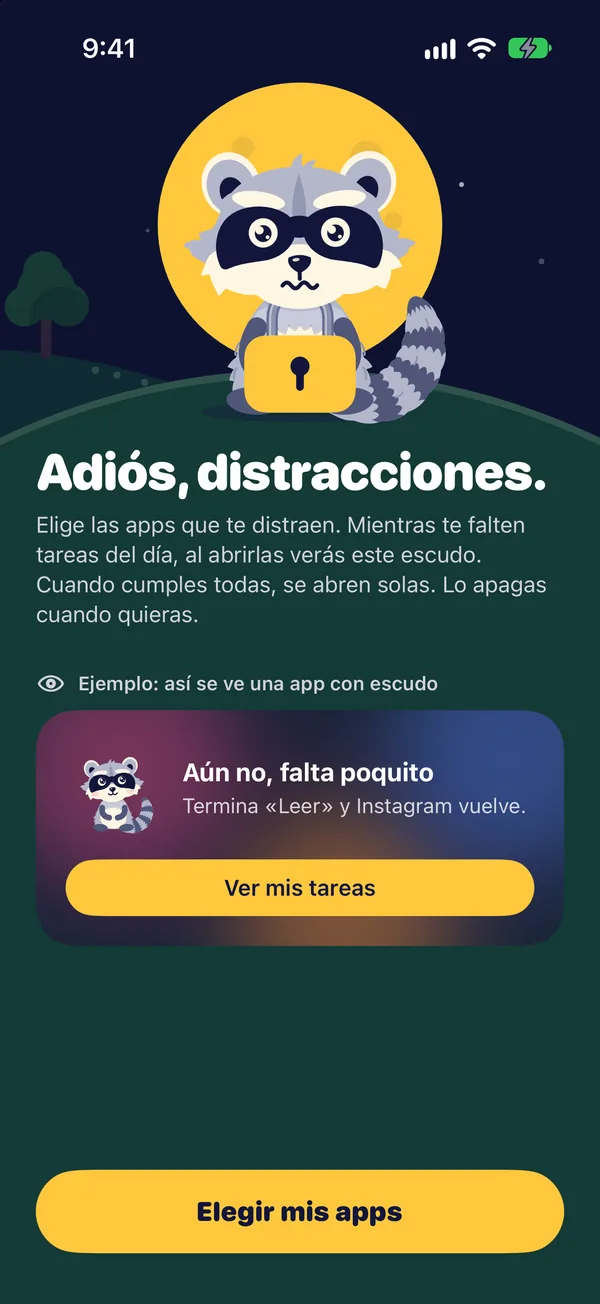 9:41
Adiós, distracciones.
Elige las apps que te distraen. Mientras te falten
tareas del día, al abrirlas verás este escudo.
Cuando cumples todas, se abren solas. Lo apagas
cuando quieras.
Ejemplo: así se ve una app con escudo
Aún no, falta poquito
Termina «Leer» y Instagram vuelve.
Ver mis tareas
Elegir mis apps